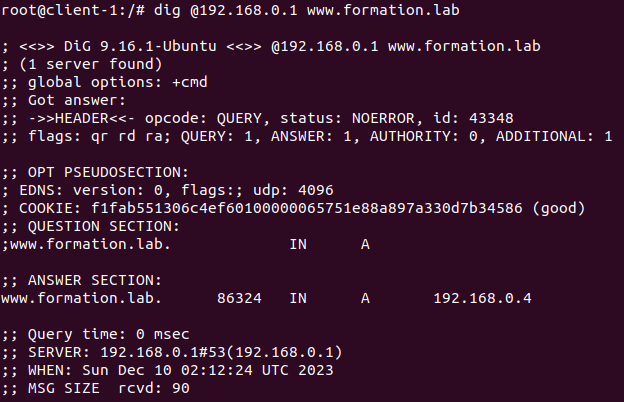 root@client-1:/# dig @192.168.0.1 www.formation.lab

; <<>> DiG 9.16.1-Ubuntu <<>> @192.168.0.1 www.formation.lab
; (1 server found)
;; global options: +cmd
;; Got answer:
;; ->>HEADER<<- opcode: QUERY, status: NOERROR, id: 43348
;; flags: qr rd ra; QUERY: 1, ANSWER: 1, AUTHORITY: 0, ADDITIONAL: 1

;; OPT PSEUDOSECTION:
; EDNS: version: 0, flags:; udp: 4096
; COOKIE: f1fab551306c4ef60100000065751e88a897a330d7b34586 (good)
;; QUESTION SECTION:
;www.formation.lab.		IN	A

;; ANSWER SECTION:
www.formation.lab.	86324	IN	A	192.168.0.4

;; Query time: 0 msec
;; SERVER: 192.168.0.1#53(192.168.0.1)
;; WHEN: Sun Dec 10 02:12:24 UTC 2023
;; MSG SIZE  rcvd: 90